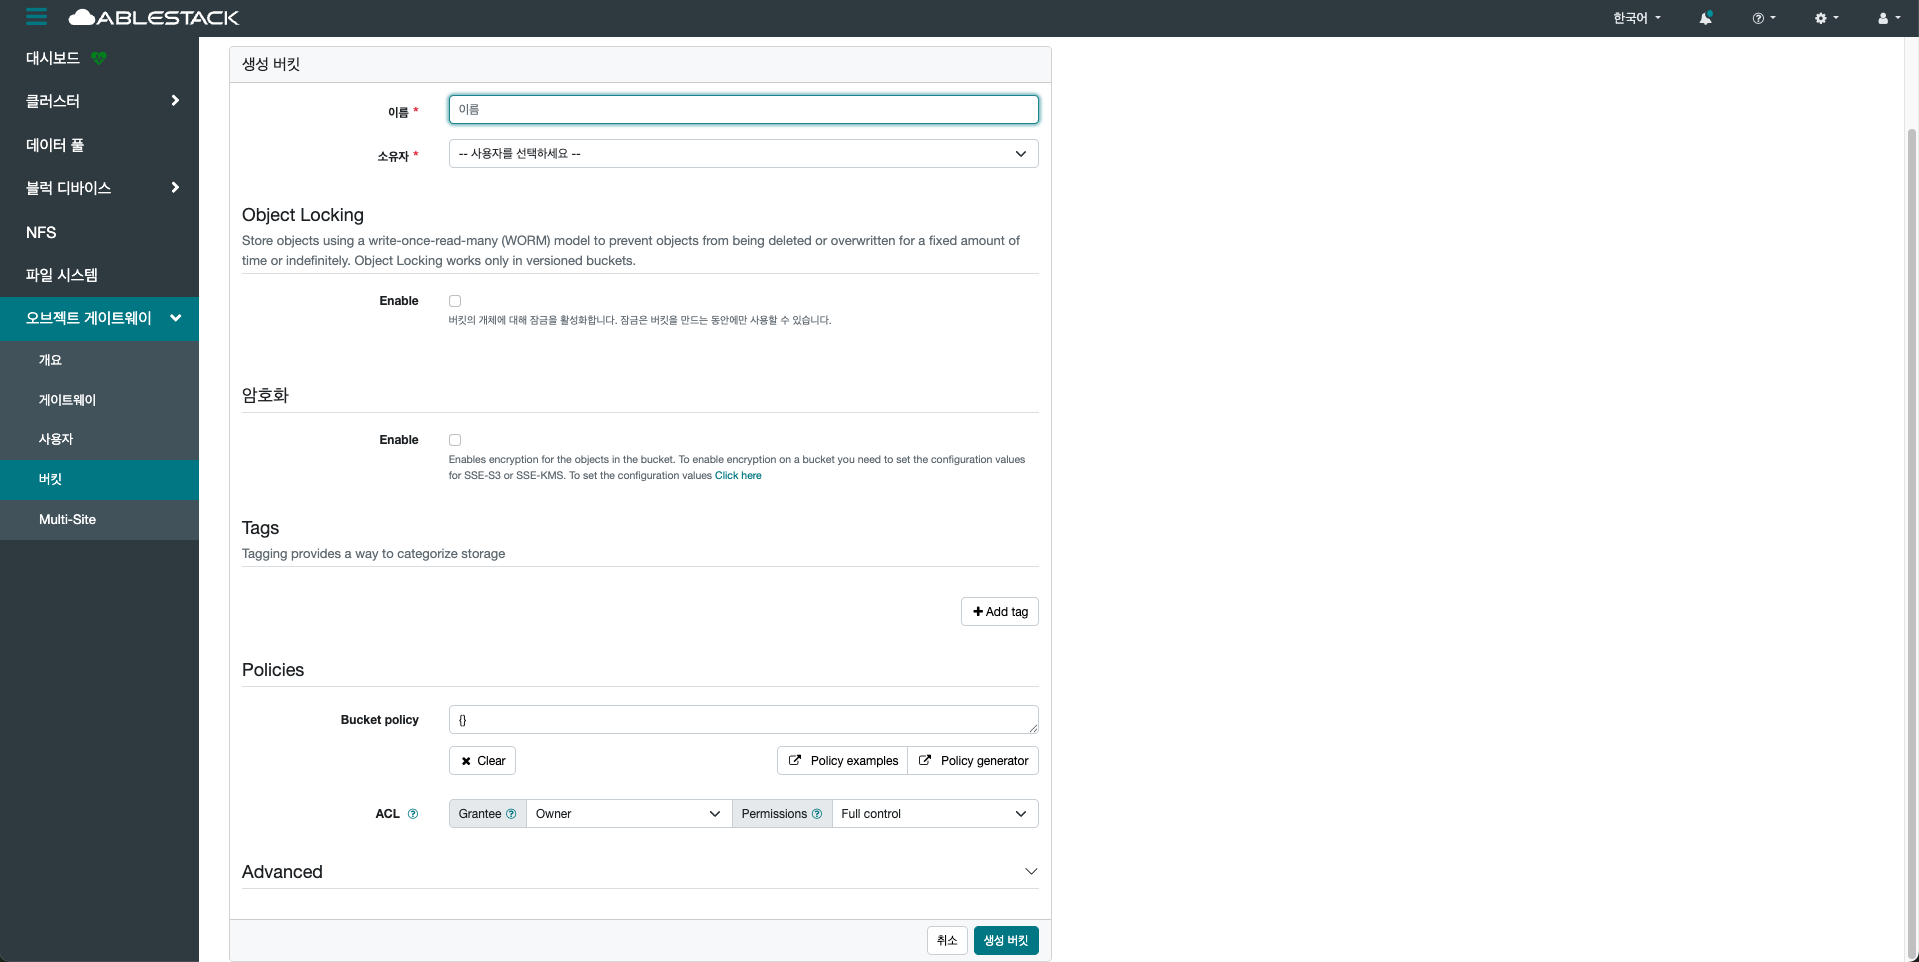 ABLESTACK
한국어
대시보드
클러스터
데이터 풀
블럭 디바이스
NFS
파일 시스템
오브젝트 게이트웨이
개요
게이트웨이
사용자
버킷
Multi-Site
생성 버킷
이름 *
이름
소유자 *
-- 사용자를 선택하세요 --
Object Locking
Store objects using a write-once-read-many (WORM) model to prevent objects from being deleted or overwritten for a fixed amount of
time or indefinitely. Object Locking works only in versioned buckets.
Enable
버킷의 개체에 대해 잠금을 활성화합니다. 잠금은 버킷을 만드는 동안에만 사용할 수 있습니다.
암호화
Enable
Enables encryption for the objects in the bucket. To enable encryption on a bucket you need to set the configuration values
for SSE-S3 or SSE-KMS. To set the configuration values Click here
Tags
Tagging provides a way to categorize storage
Add tag
Policies
Bucket policy
{}
Clear
Policy examples
Policy generator
ACL
Grantee
Owner
Permissions
Full control
Advanced
취소
생성 버킷